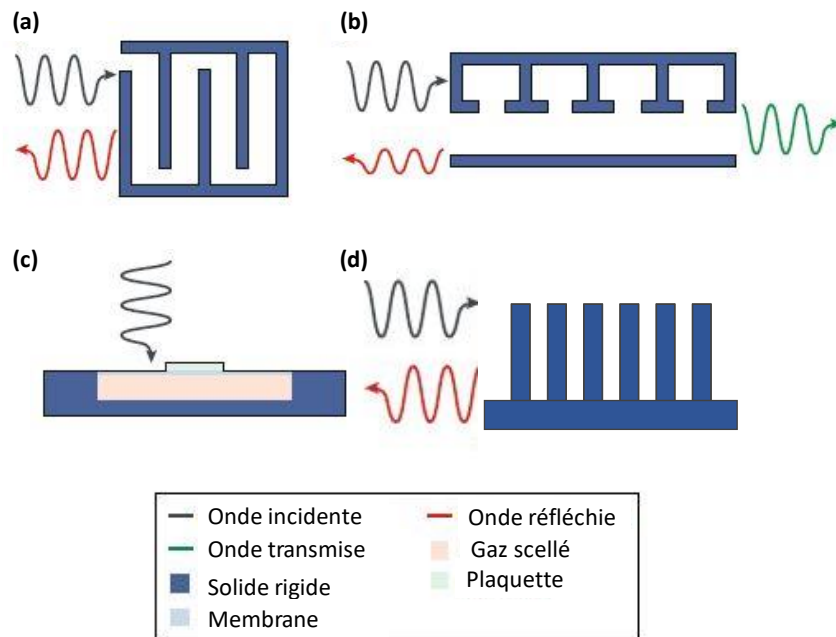 (a)
(b)
(c)
(d)
Onde incidente
Onde réfléchie
Onde transmise
Gaz scellé
Solide rigide
Plaquette
Membrane